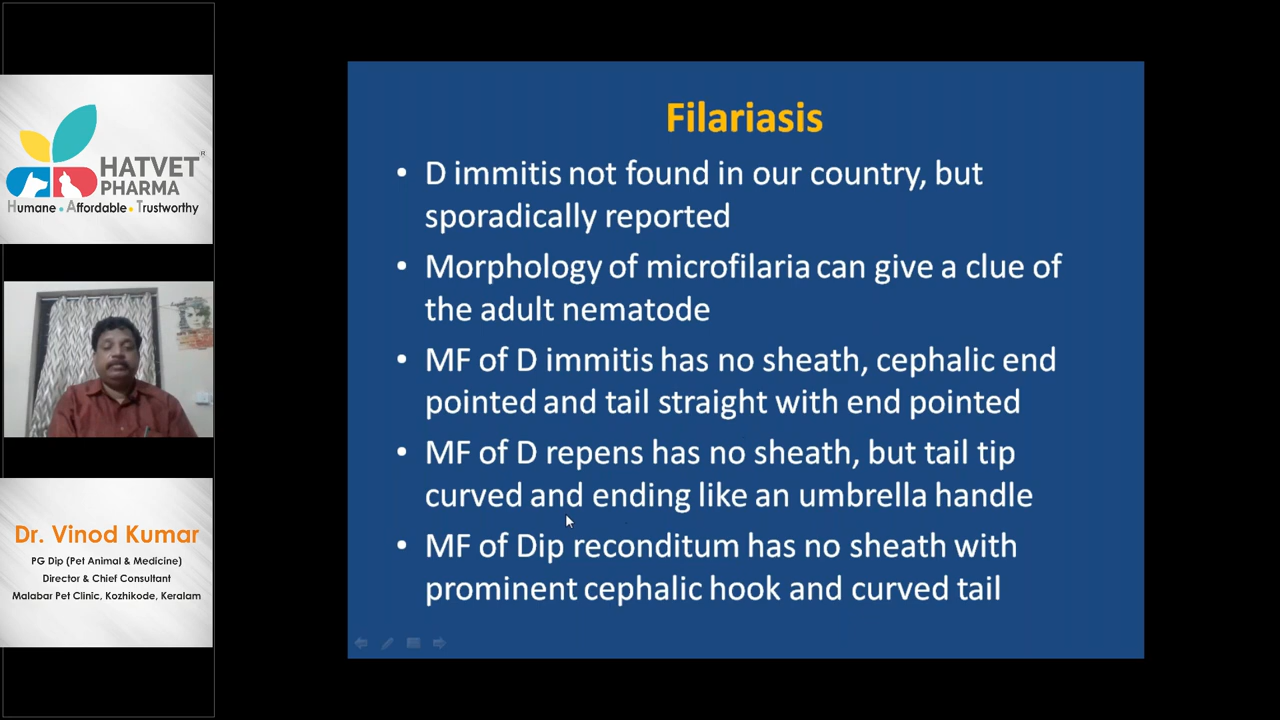 HATVET®
PHARMA
Humane • Affordable • Trustworthy
Dr. Vinod Kumar
PG Dip (Pet Animal & Medicine)
Director & Chief Consultant
Malabar Pet Clinic, Kozhikode, Keralam
Filariasis
• D immitis not found in our country, but
sporadically reported
• Morphology of microfilaria can give a clue of
the adult nematode
• MF of D immitis has no sheath, cephalic end
pointed and tail straight with end pointed
• MF of D repens has no sheath, but tail tip
curved and ending like an umbrella handle
• MF of Dip reconditum has no sheath with
prominent cephalic hook and curved tail